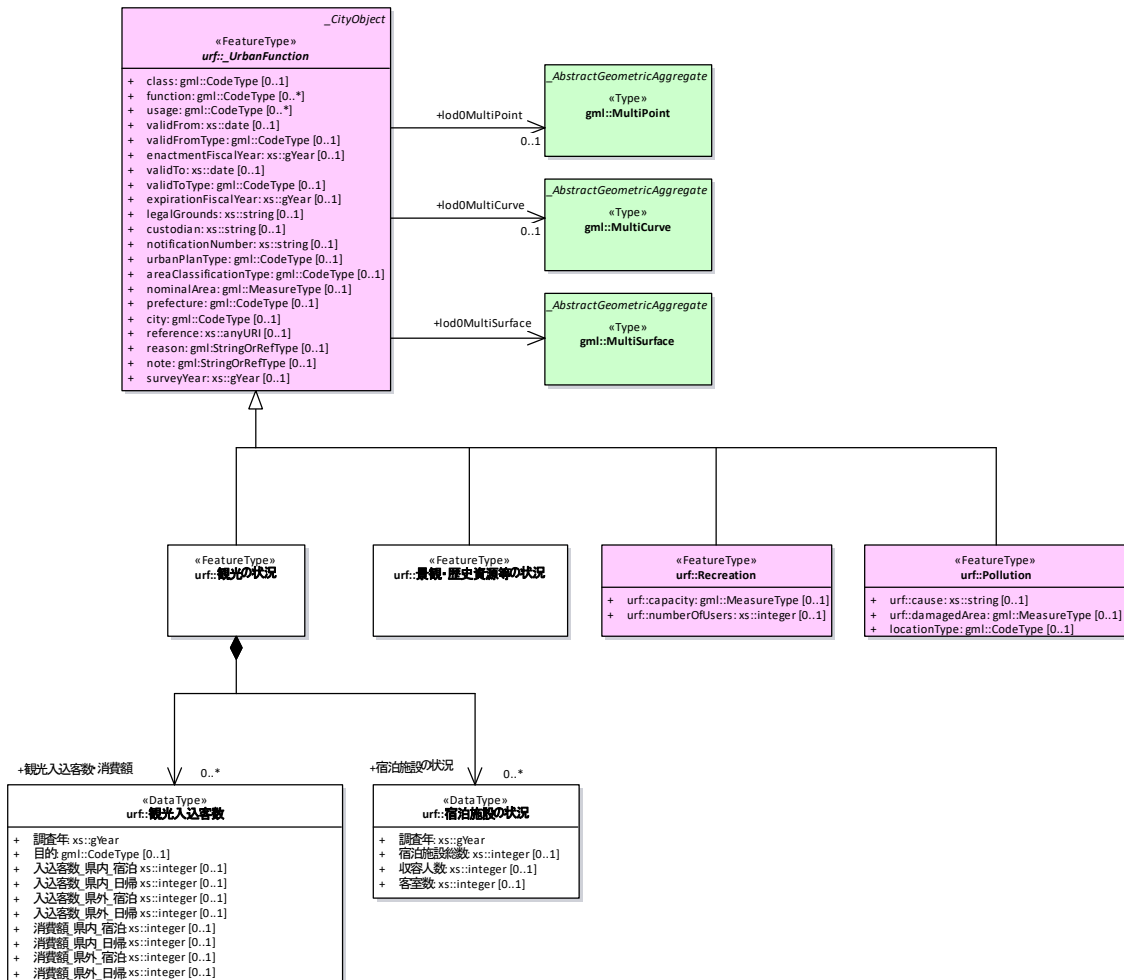 _CityObject
«FeatureType»
urf::_UrbanFunction
+ class: gml::CodeType [0..1]
+ function: gml::CodeType [0..*]
+ usage: gml::CodeType [0..*]
+ validFrom: xs::date [0..1]
+ validFromType: gml::CodeType [0..1]
+ enactmentFiscalYear: xs::gYear [0..1]
+ validTo: xs::date [0..1]
+ validToType: gml::CodeType [0..1]
+ expirationFiscalYear: xs::gYear [0..1]
+ legalGrounds: xs::string [0..1]
+ custodian: xs::string [0..1]
+ notificationNumber: xs::string [0..1]
+ urbanPlanType: gml::CodeType [0..1]
+ areaClassificationType: gml::CodeType [0..1]
+ nominalArea: gml::MeasureType [0..1]
+ prefecture: gml::CodeType [0..1]
+ city: gml::CodeType [0..1]
+ reference: xs::anyURI [0..1]
+ reason: gml:StringOrRefType [0..1]
+ note: gml:StringOrRefType [0..1]
+ surveyYear: xs::gYear [0..1]
+lod0MultiPoint
0..1
_AbstractGeometricAggregate
«Type»
gml::MultiPoint
+lod0MultiCurve
0..1
_AbstractGeometricAggregate
«Type»
gml::MultiCurve
+lod0MultiSurface
_AbstractGeometricAggregate
«Type»
gml::MultiSurface
«FeatureType»
urf::観光の状況
«FeatureType»
urf::景観・歴史資源等の状況
«FeatureType»
urf::Recreation
+ urf::capacity: gml::MeasureType [0..1]
+ urf::numberOfUsers: xs::integer [0..1]
«FeatureType»
urf::Pollution
+ urf::cause: xs::string [0..1]
+ urf::damagedArea: gml::MeasureType [0..1]
+ locationType: gml::CodeType [0..1]
+観光入込客数・消費額
0..*
«DataType»
urf::観光入込客数
+ 調査年: xs::gYear
+ 目的: gml::CodeType [0..1]
+ 入込客数_県内_宿泊: xs::integer [0..1]
+ 入込客数_県内_日帰: xs::integer [0..1]
+ 入込客数_県外_宿泊: xs::integer [0..1]
+ 入込客数_県外_日帰: xs::integer [0..1]
+ 消費額_県内_宿泊: xs::integer [0..1]
+ 消費額_県内_日帰: xs::integer [0..1]
+ 消費額_県外_宿泊: xs::integer [0..1]
+ 消費額_県外_日帰: xs::integer [0..1]
+宿泊施設の状況
0..*
«DataType»
urf::宿泊施設の状況
+ 調査年: xs::gYear
+ 宿泊施設総数: xs::integer [0..1]
+ 収容人数: xs::integer [0..1]
+ 客室数: xs::integer [0..1]